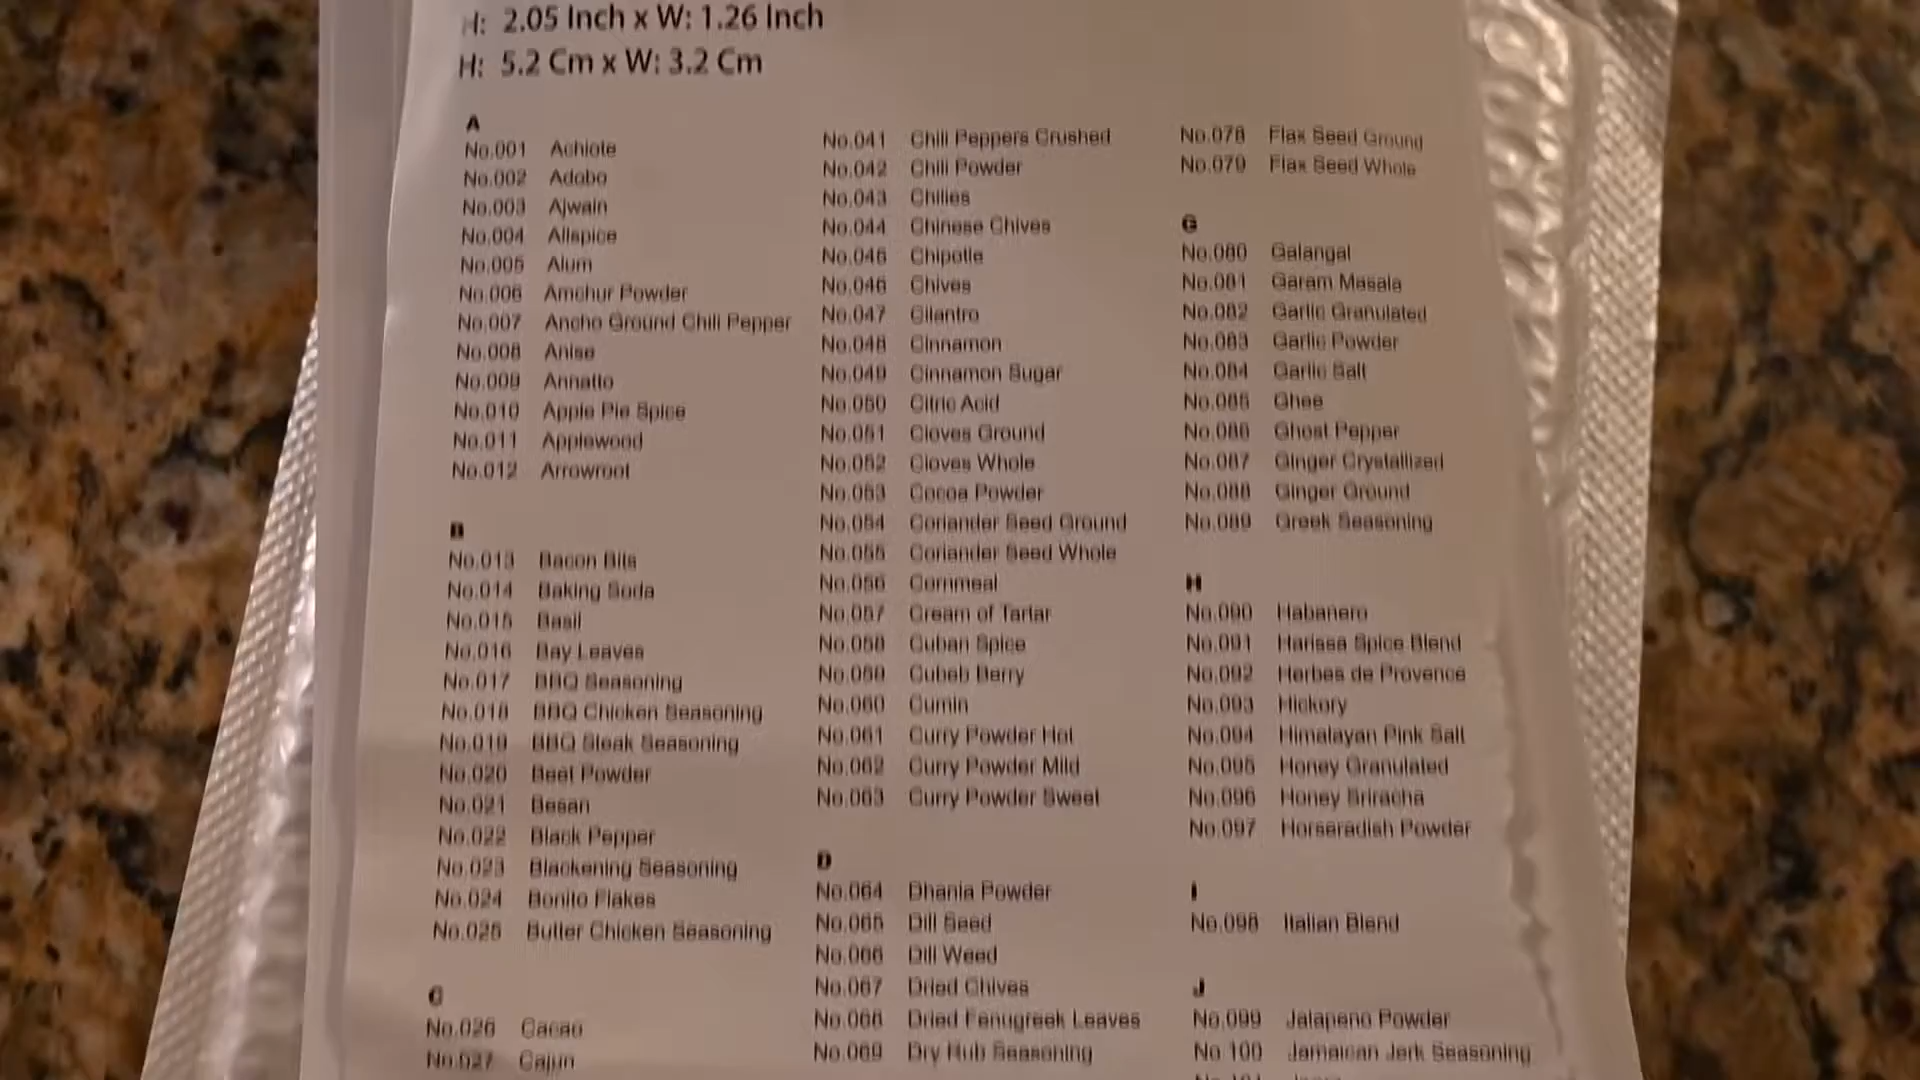 H: 2.05 Inch x W: 1.26 Inch
H: 5.2 Cm x W: 3.2 Cm
A
No.001 Achiote
No.002 Adobo
No.003 Ajwain
No.004 Allspice
No.005 Alum
No.006 Amchur Powder
No.007 Ancho Ground Chili Pepper
No.008 Anise
No.009 Annatto
No.010 Apple Pie Spice
No.011 Applewood
No.012 Arrowroot
B
No.013 Bacon Bits
No.014 Baking Soda
No.015 Basil
No.016 Bay Leaves
No.017 BBQ Seasoning
No.018 BBQ Chicken Seasoning
No.019 BBQ Steak Seasoning
No.020 Beet Powder
No.021 Besan
No.022 Black Pepper
No.023 Blackening Seasoning
No.024 Bonito Flakes
No.025 Butter Chicken Seasoning
C
No.026 Cacao
No.027 Cajun
No.041 Chili Peppers Crushed
No.042 Chili Powder
No.043 Chilies
No.044 Chinese Chives
No.045 Chipotle
No.046 Chives
No.047 Cilantro
No.048 Cinnamon
No.049 Cinnamon Sugar
No.050 Citric Acid
No.051 Cloves Ground
No.052 Cloves Whole
No.053 Cocoa Powder
No.054 Coriander Seed Ground
No.055 Coriander Seed Whole
No.056 Cornmeal
No.057 Cream of Tartar
No.058 Cuban Spice
No.059 Cubeb Berry
No.060 Cumin
No.061 Curry Powder Hot
No.062 Curry Powder Mild
No.063 Curry Powder Sweet
D
No.064 Dhania Powder
No.065 Dill Seed
No.066 Dill Weed
No.067 Dried Chives
No.068 Dried Fenugreek Leaves
No.069 Dry Rub Seasoning
No.078 Flax Seed Ground
No.079 Flax Seed Whole
G
No.080 Galangal
No.081 Garam Masala
No.082 Garlic Granulated
No.083 Garlic Powder
No.084 Garlic Salt
No.085 Ghee
No.086 Ghost Pepper
No.087 Ginger Crystallized
No.088 Ginger Ground
No.089 Greek Seasoning
H
No.090 Habanero
No.091 Harissa Spice Blend
No.092 Herbes de Provence
No.093 Hickory
No.094 Himalayan Pink Salt
No.095 Honey Granulated
No.096 Honey Sriracha
No.097 Horseradish Powder
I
No.098 Italian Blend
J
No.099 Jalapeno Powder
No 100 Jamaican Jerk Seasoning